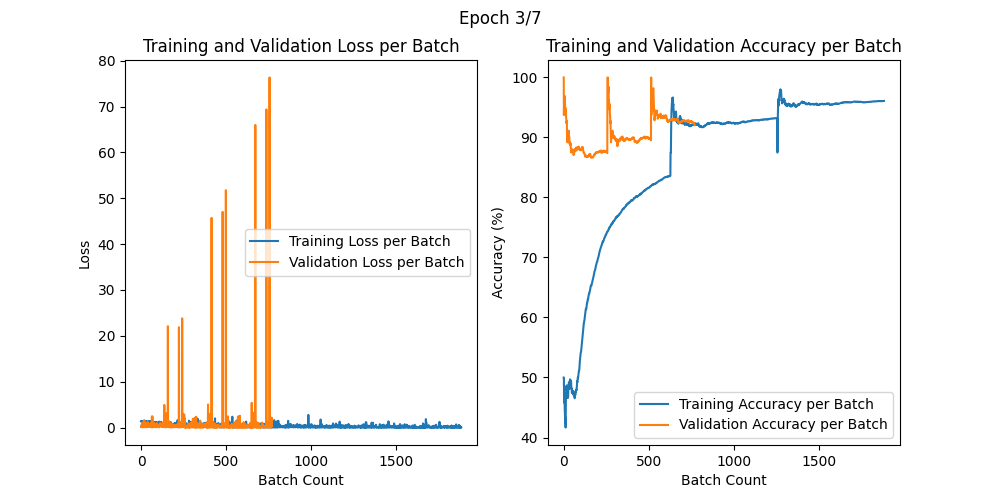 Epoch 3/7
Training and Validation Loss per Batch
80
70
60
50
40
30
20
10
0
Loss
0
500
1000
1500
Batch Count
Training Loss per Batch
Validation Loss per Batch
Training and Validation Accuracy per Batch
100
90
80
70
60
50
40
Accuracy (%)
0
500
1000
1500
Batch Count
Training Accuracy per Batch
Validation Accuracy per Batch